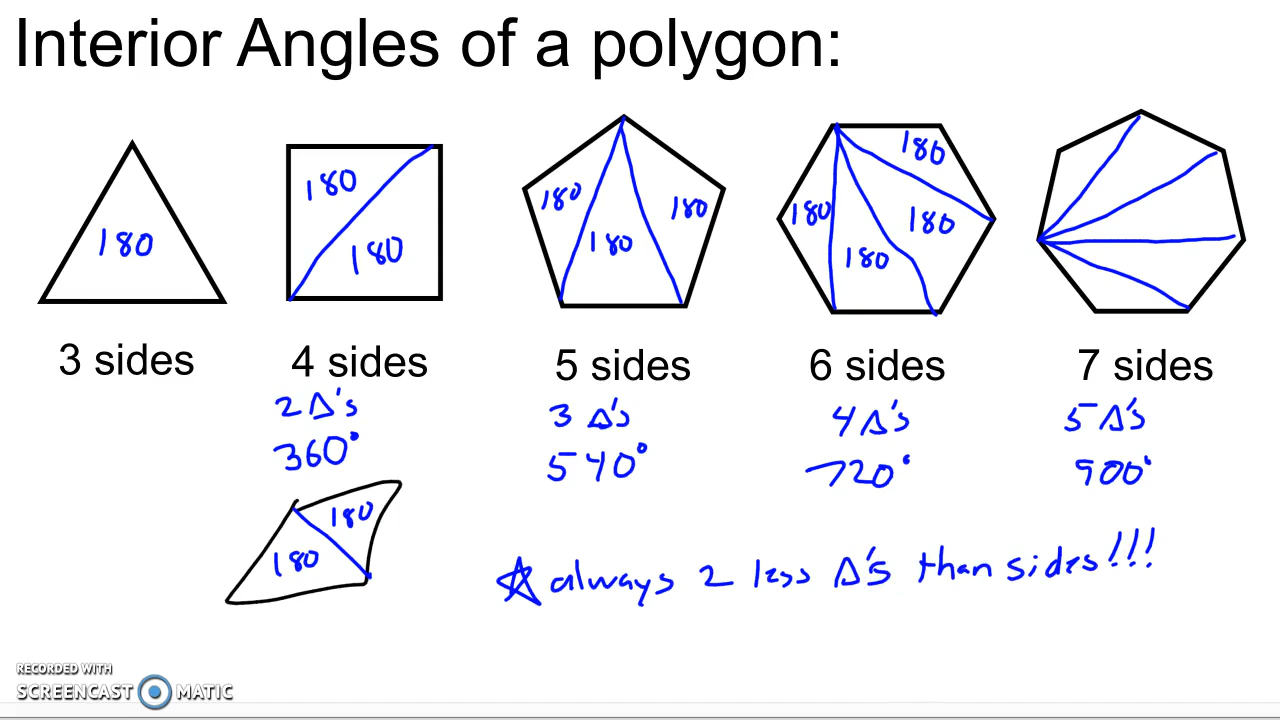 Interior Angles of a polygon:
180
180
180
180
180
180
180
180
180
180
3 sides
4 sides
5 sides
6 sides
7 sides
2 Δ's
3 Δ's
4 Δ's
5 Δ's
360°
540°
720°
900°
180
180
☆ always 2 less Δ's than sides!!!
RECORDED WITH
SCREENCAST MATIC